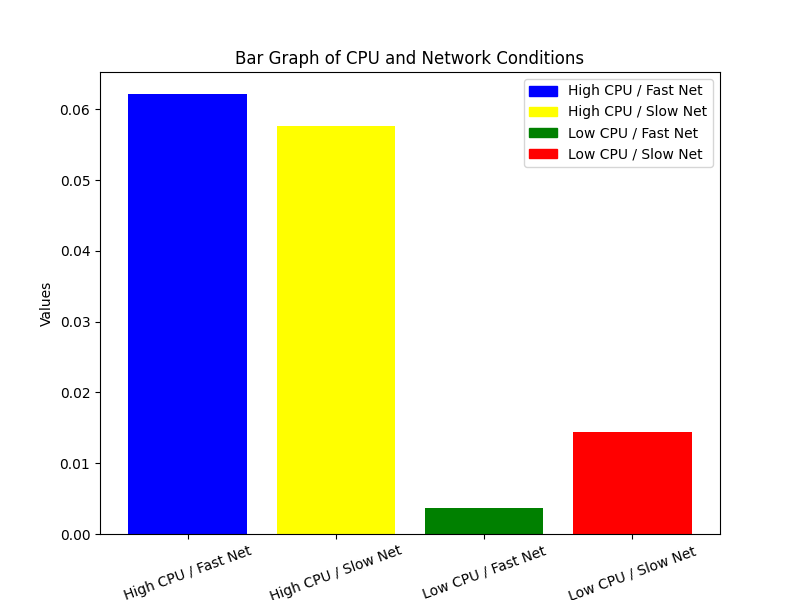 Bar Graph of CPU and Network Conditions
High CPU / Fast Net
High CPU / Slow Net
Low CPU / Fast Net
Low CPU / Slow Net
Values
0.06
0.05
0.04
0.03
0.02
0.01
0.00
High CPU / Fast Net
High CPU / Slow Net
Low CPU / Fast Net
Low CPU / Slow Net